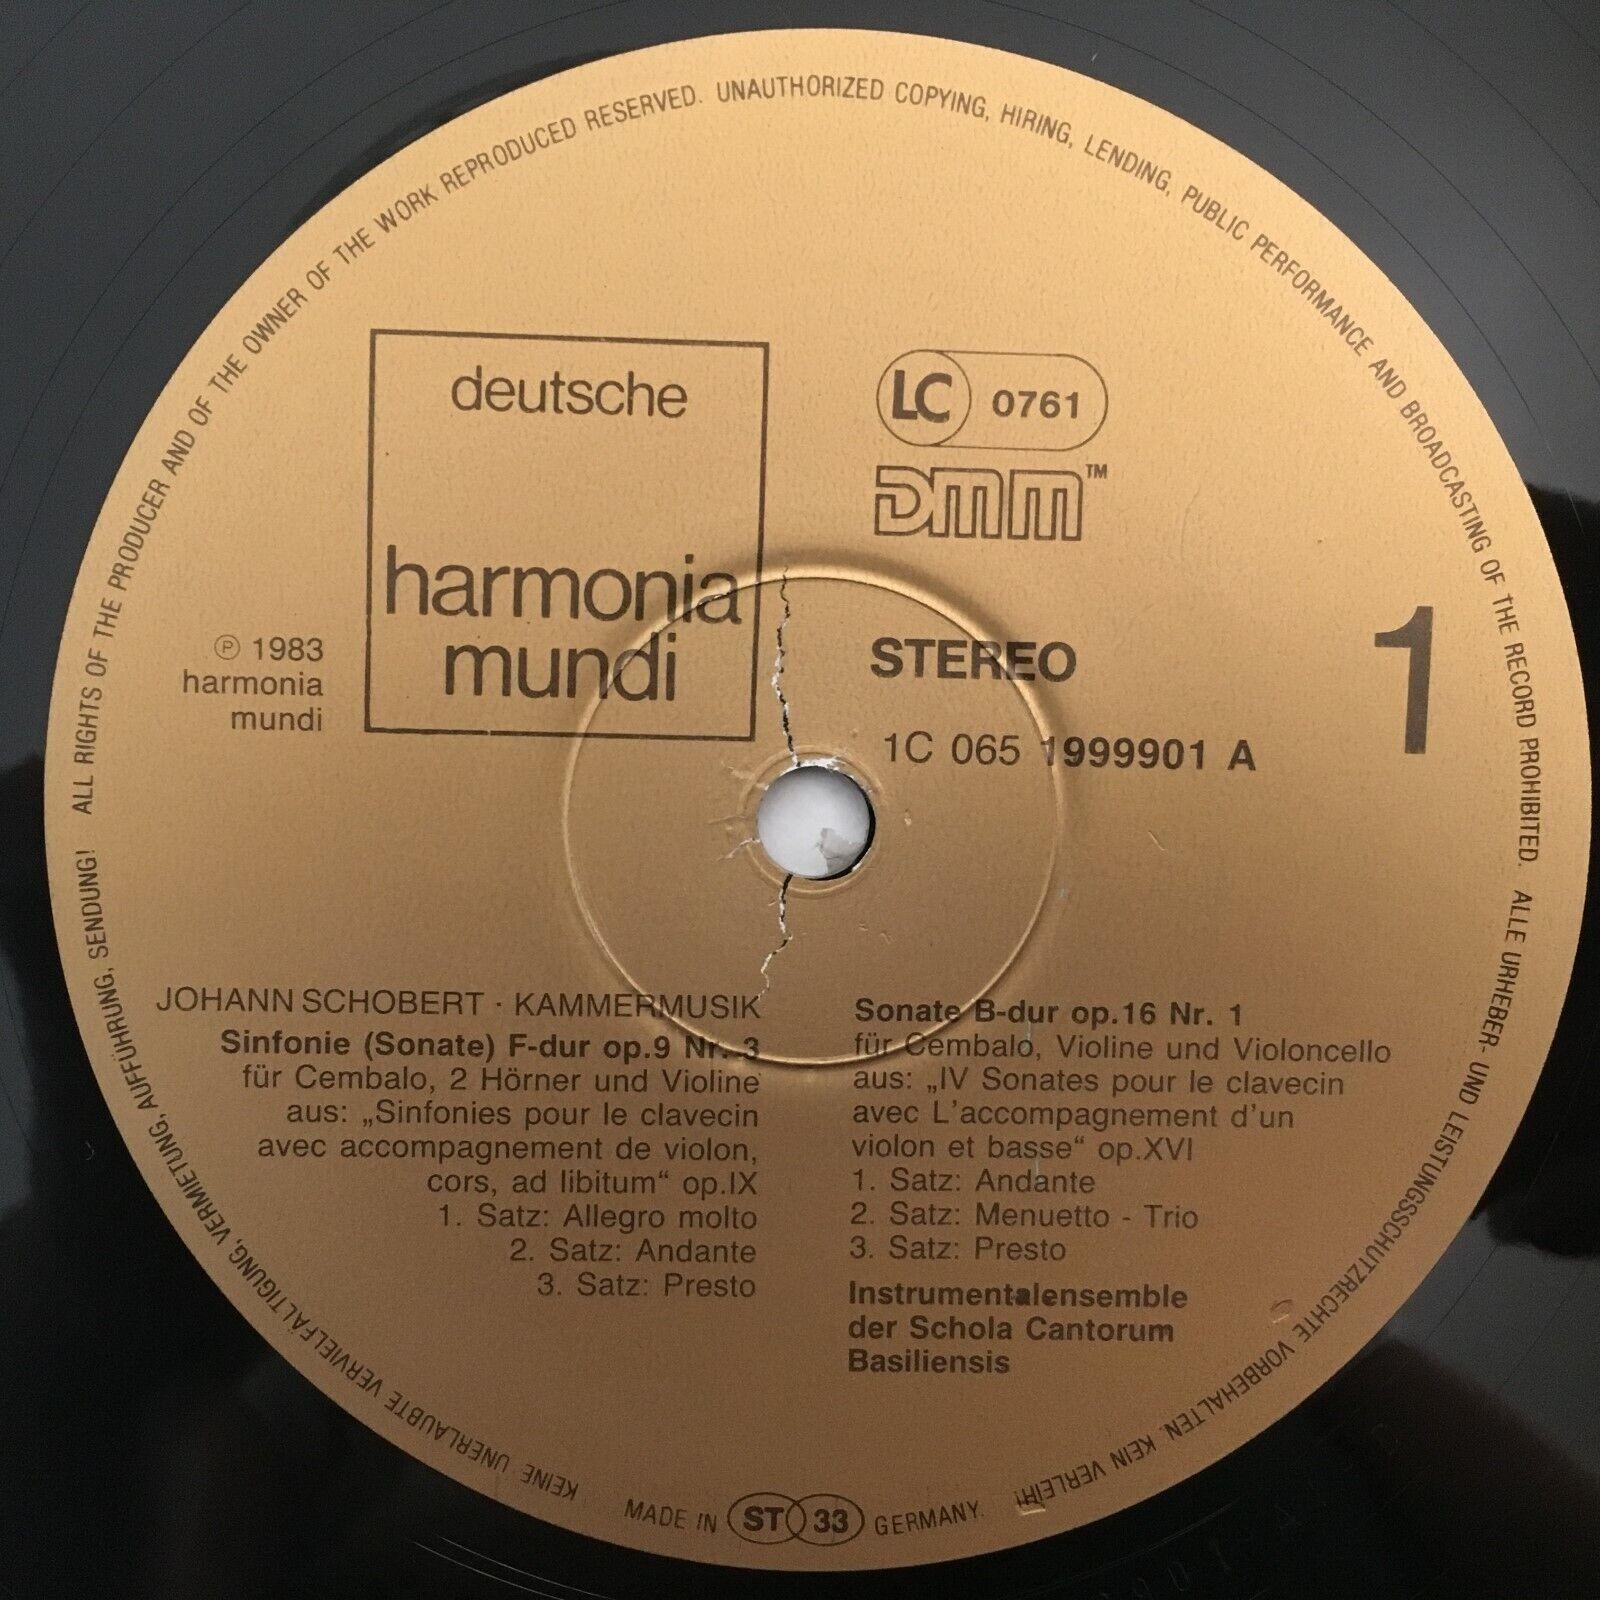 ALL RIGHTS OF THE PRODUCER AND OF THE OWNER OF THE WORK REPRODUCED RESERVED. UNAUTHORIZED COPYING, HIRING, LENDING, PUBLIC PERFORMANCE AND BROADCASTING OF THE RECORD PROHIBITED. ALLE URHEBER- UND LEISTUNGSSCHUTZRECHTE VORBEHALTEN. KEIN VERLEIH! KEINE UNERLAUBTE VERVIELFÄLTIGUNG, VERMIETUNG, AUFFÜHRUNG, SENDUNG!
deutsche
harmonia
mundi
LC 0761
DMM™
℗ 1983
harmonia
mundi
STEREO
1C 065 1999901 A
1
JOHANN SCHOBERT · KAMMERMUSIK
Sinfonie (Sonate) F-dur op.9 Nr. 3
für Cembalo, 2 Hörner und Violine
aus: „Sinfonies pour le clavecin
avec accompagnement de violon,
cors, ad libitum“ op.IX
1. Satz: Allegro molto
2. Satz: Andante
3. Satz: Presto
Sonate B-dur op.16 Nr. 1
für Cembalo, Violine und Violoncello
aus: „IV Sonates pour le clavecin
avec L'accompagnement d'un
violon et basse“ op.XVI
1. Satz: Andante
2. Satz: Menuetto - Trio
3. Satz: Presto
Instrumentalensemble
der Schola Cantorum
Basiliensis
MADE IN ST 33 GERMANY.